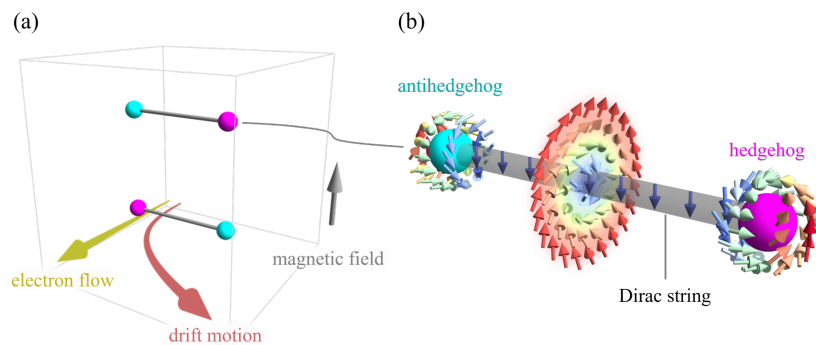 (a)
magnetic field
electron flow
drift motion
(b)
antihedgehog
hedgehog
Dirac string